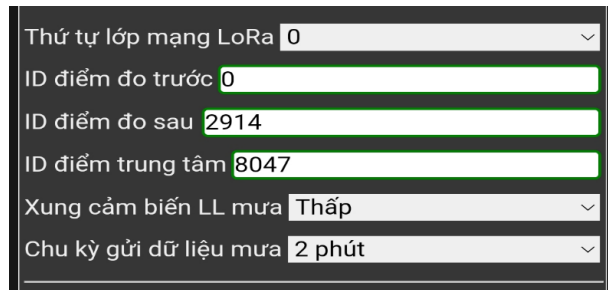 Thứ tự lớp mạng LoRa 0
ID điểm đo trước 0
ID điểm đo sau 2914
ID điểm trung tâm 8047
Xung cảm biến LL mưa Thấp
Chu kỳ gửi dữ liệu mưa 2 phút